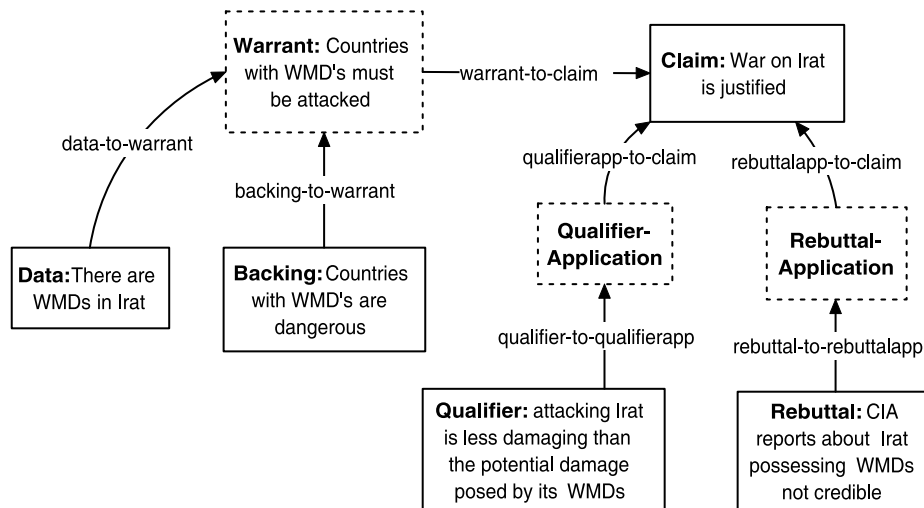 Warrant: Countries
with WMD's must
be attacked
warrant-to-claim
Claim: War on Irat
is justified
data-to-warrant
backing-to-warrant
qualifierapp-to-claim
rebuttalapp-to-claim
Data:There are
WMDs in Irat
Backing: Countries
with WMD's are
dangerous
Qualifier-
Application
Rebuttal-
Application
qualifier-to-qualifierapp
rebuttal-to-rebuttalapp
Qualifier: attacking Irat
is less damaging than
the potential damage
posed by its WMDs
Rebuttal: CIA
reports about Irat
possessing WMDs
not credible